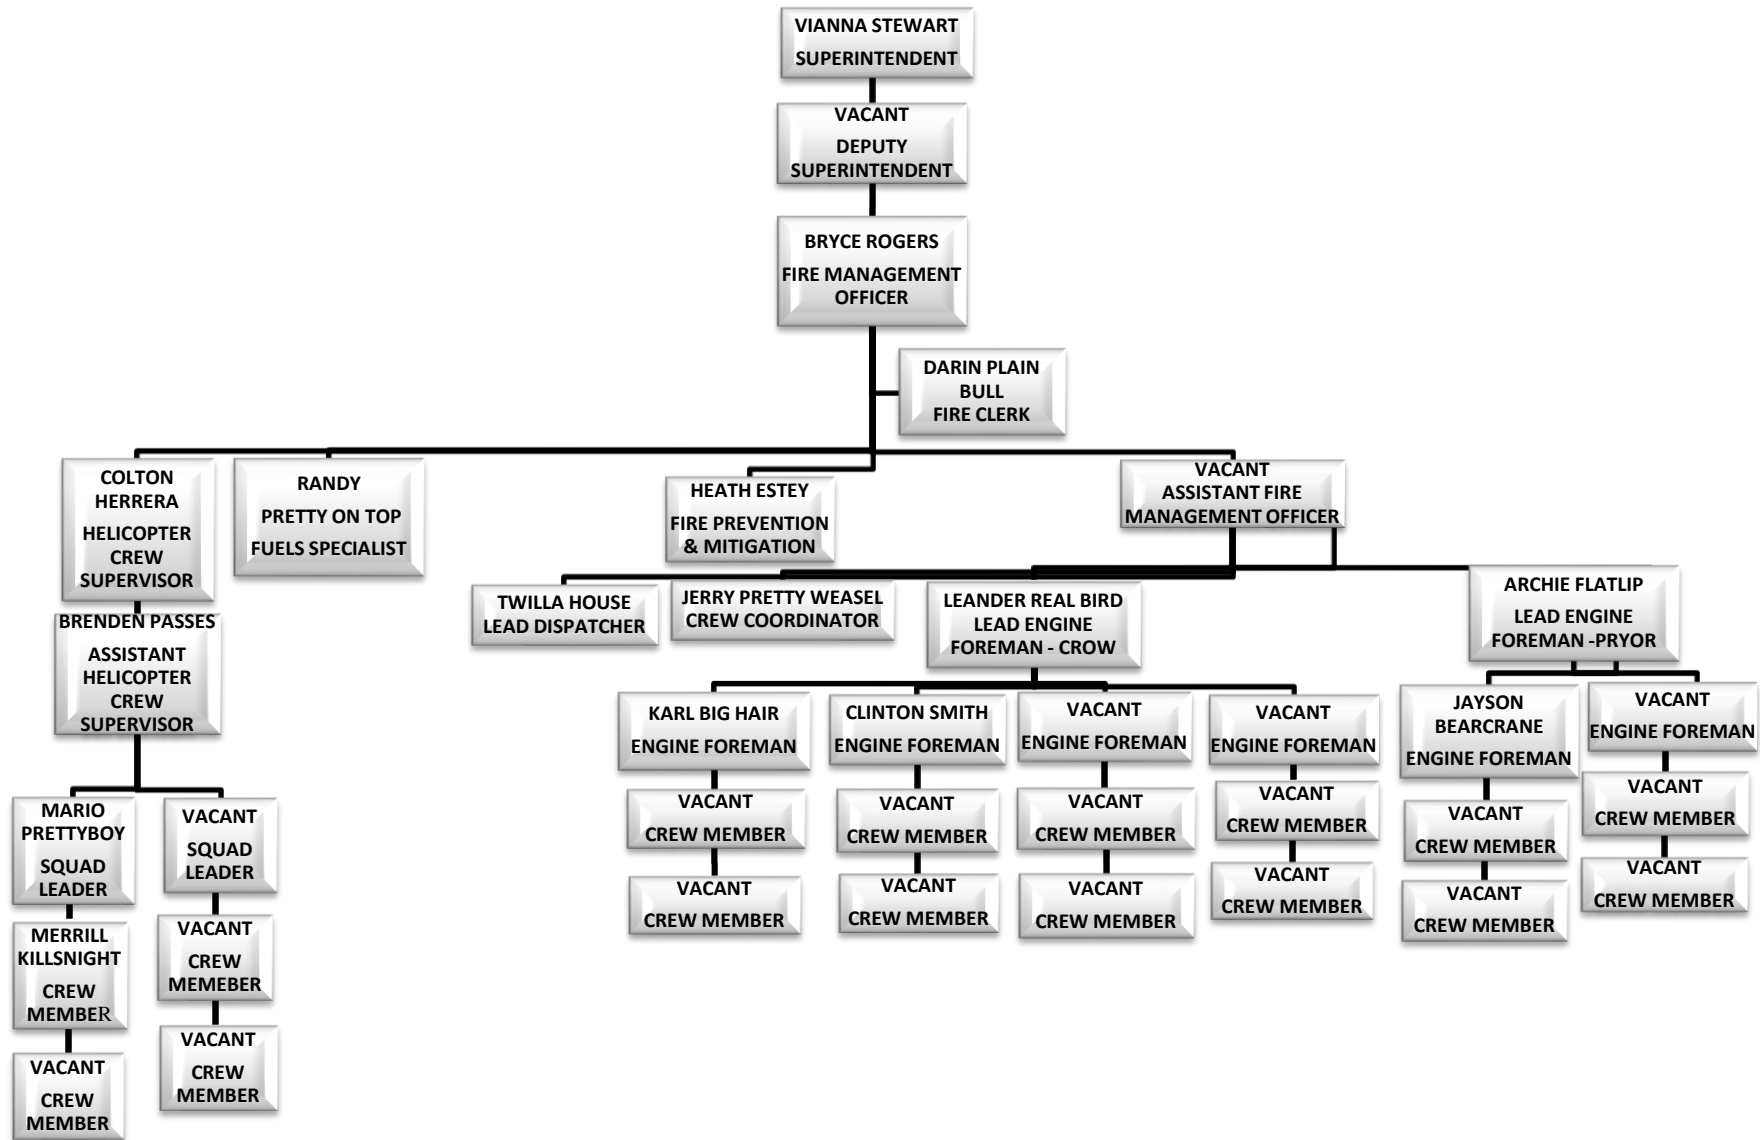 VIANNA STEWART
SUPERINTENDENT
VACANT
DEPUTY
SUPERINTENDENT
BRYCE ROGERS
FIRE MANAGEMENT
OFFICER
DARIN PLAIN
BULL
FIRE CLERK
COLTON
HERRERA
HELICOPTER
CREW
SUPERVISOR
RANDY
PRETTY ON TOP
FUELS SPECIALIST
HEATH ESTEY
FIRE PREVENTION
& MITIGATION
VACANT
ASSISTANT FIRE
MANAGEMENT OFFICER
BRENDEN PASSES
ASSISTANT
HELICOPTER
CREW
SUPERVISOR
TWILLA HOUSE
LEAD DISPATCHER
JERRY PRETTY WEASEL
CREW COORDINATOR
LEANDER REAL BIRD
LEAD ENGINE
FOREMAN - CROW
ARCHIE FLATLIP
LEAD ENGINE
FOREMAN -PRYOR
MARIO
PRETTYBOY
SQUAD
LEADER
MERRILL
KILLSNIGHT
CREW
MEMBER
VACANT
CREW
MEMBER
VACANT
SQUAD
LEADER
VACANT
CREW
MEMEBER
VACANT
CREW
MEMBER
KARL BIG HAIR
ENGINE FOREMAN
VACANT
CREW MEMBER
VACANT
CREW MEMBER
CLINTON SMITH
ENGINE FOREMAN
VACANT
CREW MEMBER
VACANT
CREW MEMBER
VACANT
ENGINE FOREMAN
VACANT
CREW MEMBER
VACANT
CREW MEMBER
VACANT
ENGINE FOREMAN
VACANT
CREW MEMBER
VACANT
CREW MEMBER
JAYSON
BEARCRANE
ENGINE FOREMAN
VACANT
CREW MEMBER
VACANT
CREW MEMBER
VACANT
ENGINE FOREMAN
VACANT
CREW MEMBER
VACANT
CREW MEMBER